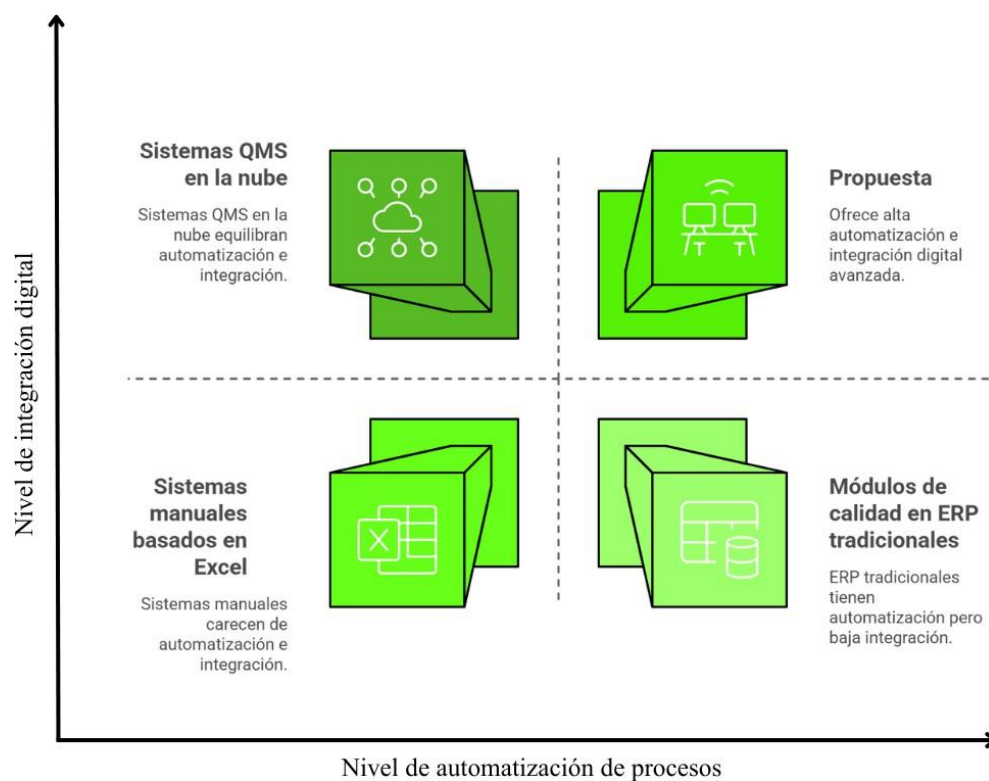 Nivel de integración digital
Sistemas QMS
en la nube
Sistemas QMS en la
nube equilibran
automatización e
integración.
Propuesta
Ofrece alta
automatización e
integración digital
avanzada.
Sistemas
manuales
basados en
Excel
Sistemas manuales
carecen de
automatización e
integración.
X
Módulos de
calidad en ERP
tradicionales
ERP tradicionales
tienen
automatización pero
baja integración.
Nivel de automatización de procesos